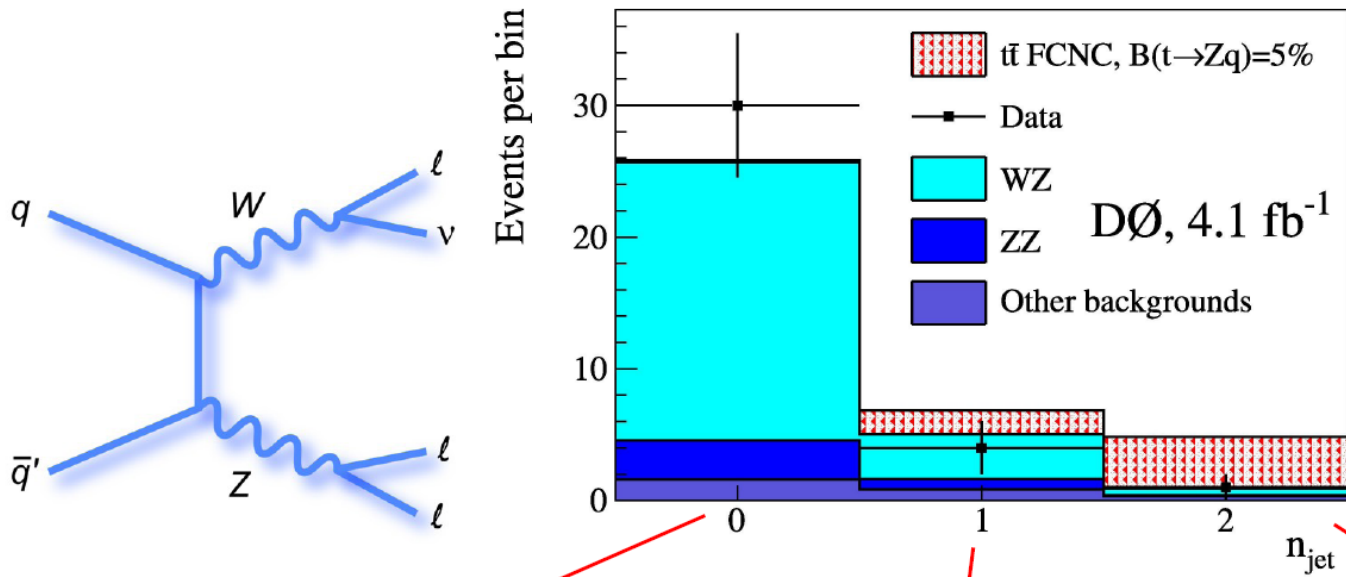 q
W
ℓ
ν
q̄'
Z
ℓ
ℓ
Events per bin
30
20
10
0
tt̄ FCNC, B(t→Zq)=5%
Data
WZ
ZZ
Other backgrounds
DØ, 4.1 fb⁻¹
0 1 2
n_jet